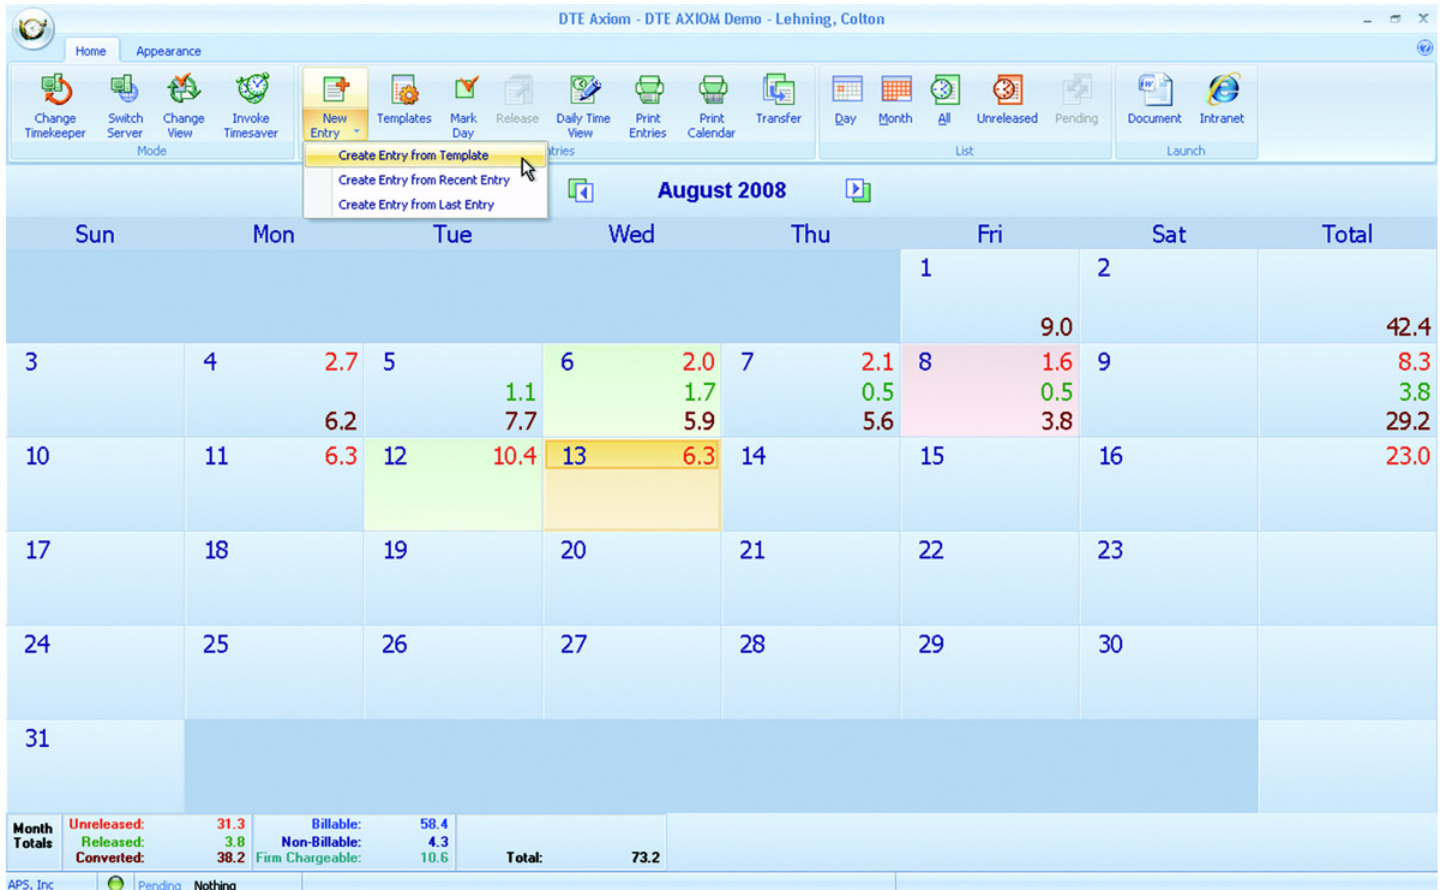 DTE Axiom - DTE AXIOM Demo - Lehning, Colton
Home Appearance
Change Timekeeper
Switch Server
Change View
Invoke Timesaver
New Entry
Templates
Mark Day
Release
Daily Time View
Print Entries
Print Calendar
Transfer
Day
Month
All
Unreleased
Pending
Document
Intranet
Mode
tries
List
Launch
Create Entry from Template
Create Entry from Recent Entry
Create Entry from Last Entry
August 2008
Sun Mon Tue Wed Thu Fri Sat Total
1 2
9.0 42.4
3 4 2.7 5 6 2.0 7 2.1 8 1.6 9 8.3
1.1 1.7 0.5 0.5 3.8
6.2 7.7 5.9 5.6 3.8 29.2
10 11 6.3 12 10.4 13 6.3 14 15 16 23.0
17 18 19 20 21 22 23
24 25 26 27 28 29 30
31
Month Totals
Unreleased: 31.3 Billable: 58.4
Released: 3.8 Non-Billable: 4.3
Converted: 38.2 Firm Chargeable: 10.6 Total: 73.2
APS, Inc Pending Nothing